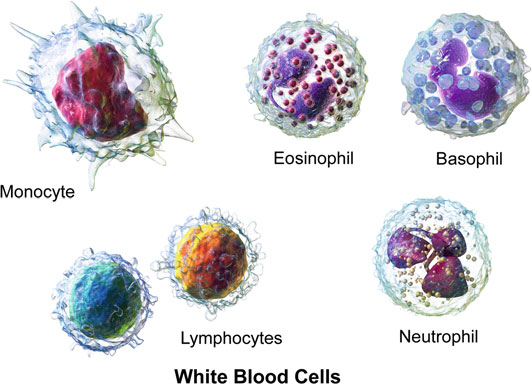 Eosinophil
Basophil
Monocyte
Lymphocytes
Neutrophil
White Blood Cells